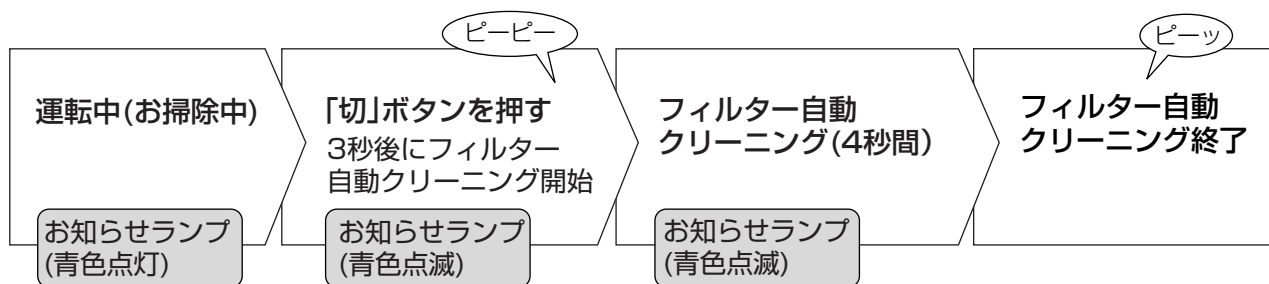 ピーピー
ピーッ
運転中(お掃除中)
「切」ボタンを押す
3秒後にフィルター
自動クリーニング開始
フィルター自動
クリーニング(4秒間)
フィルター自動
クリーニング終了
お知らせランプ
(青色点灯)
お知らせランプ
(青色点滅)
お知らせランプ
(青色点滅)